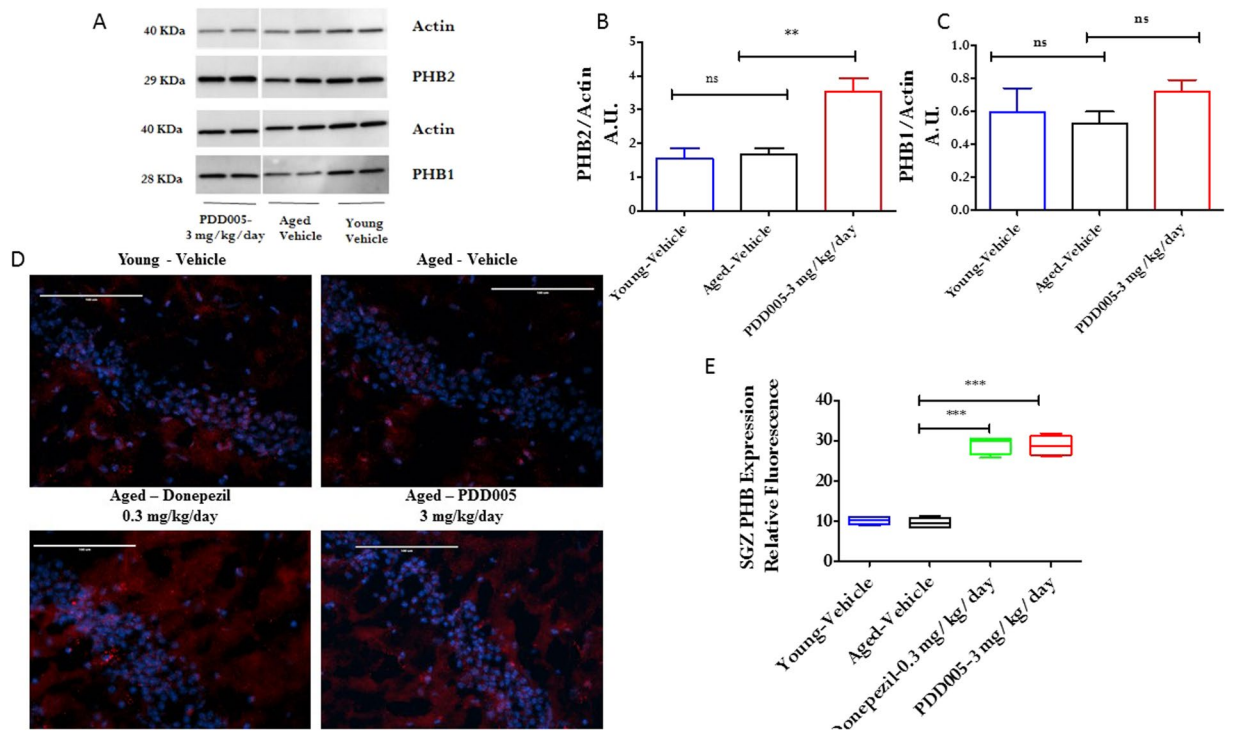 A
40 KDa
Actin
29 KDa
PHB2
40 KDa
Actin
28 KDa
PHB1
PDD005-
3 mg/kg/day
Aged
Vehicle
Young
Vehicle
B
PHB2/Actin
A.U.
5
4
3
2
1
0
ns
**
Young-Vehicle
Aged-Vehicle
PDD005-3 mg/kg/day
C
PHB1/Actin
A.U.
1.0
0.8
0.6
0.4
0.2
0.0
ns
ns
Young-Vehicle
Aged-Vehicle
PDD005-3 mg/kg/day
D
Young - Vehicle
Aged - Vehicle
Aged – Donepezil
0.3 mg/kg/day
Aged – PDD005
3 mg/kg/day
E
SGZ PHB Expression
Relative Fluorescence
40
30
20
10
0
***
***
Young-Vehicle
Aged-Vehicle
Donepezil-0.3 mg/kg/day
PDD005-3 mg/kg/day